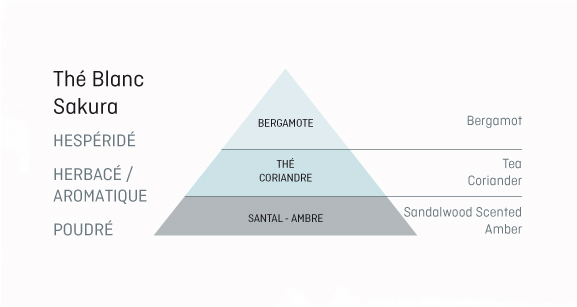 Thé Blanc
Sakura
HESPÉRIDÉ
HERBACÉ /
AROMATIQUE
POUDRÉ
BERGAMOTE
THÉ
CORIANDRE
SANTAL - AMBRE
Bergamot
Tea
Coriander
Sandalwood Scented
Amber